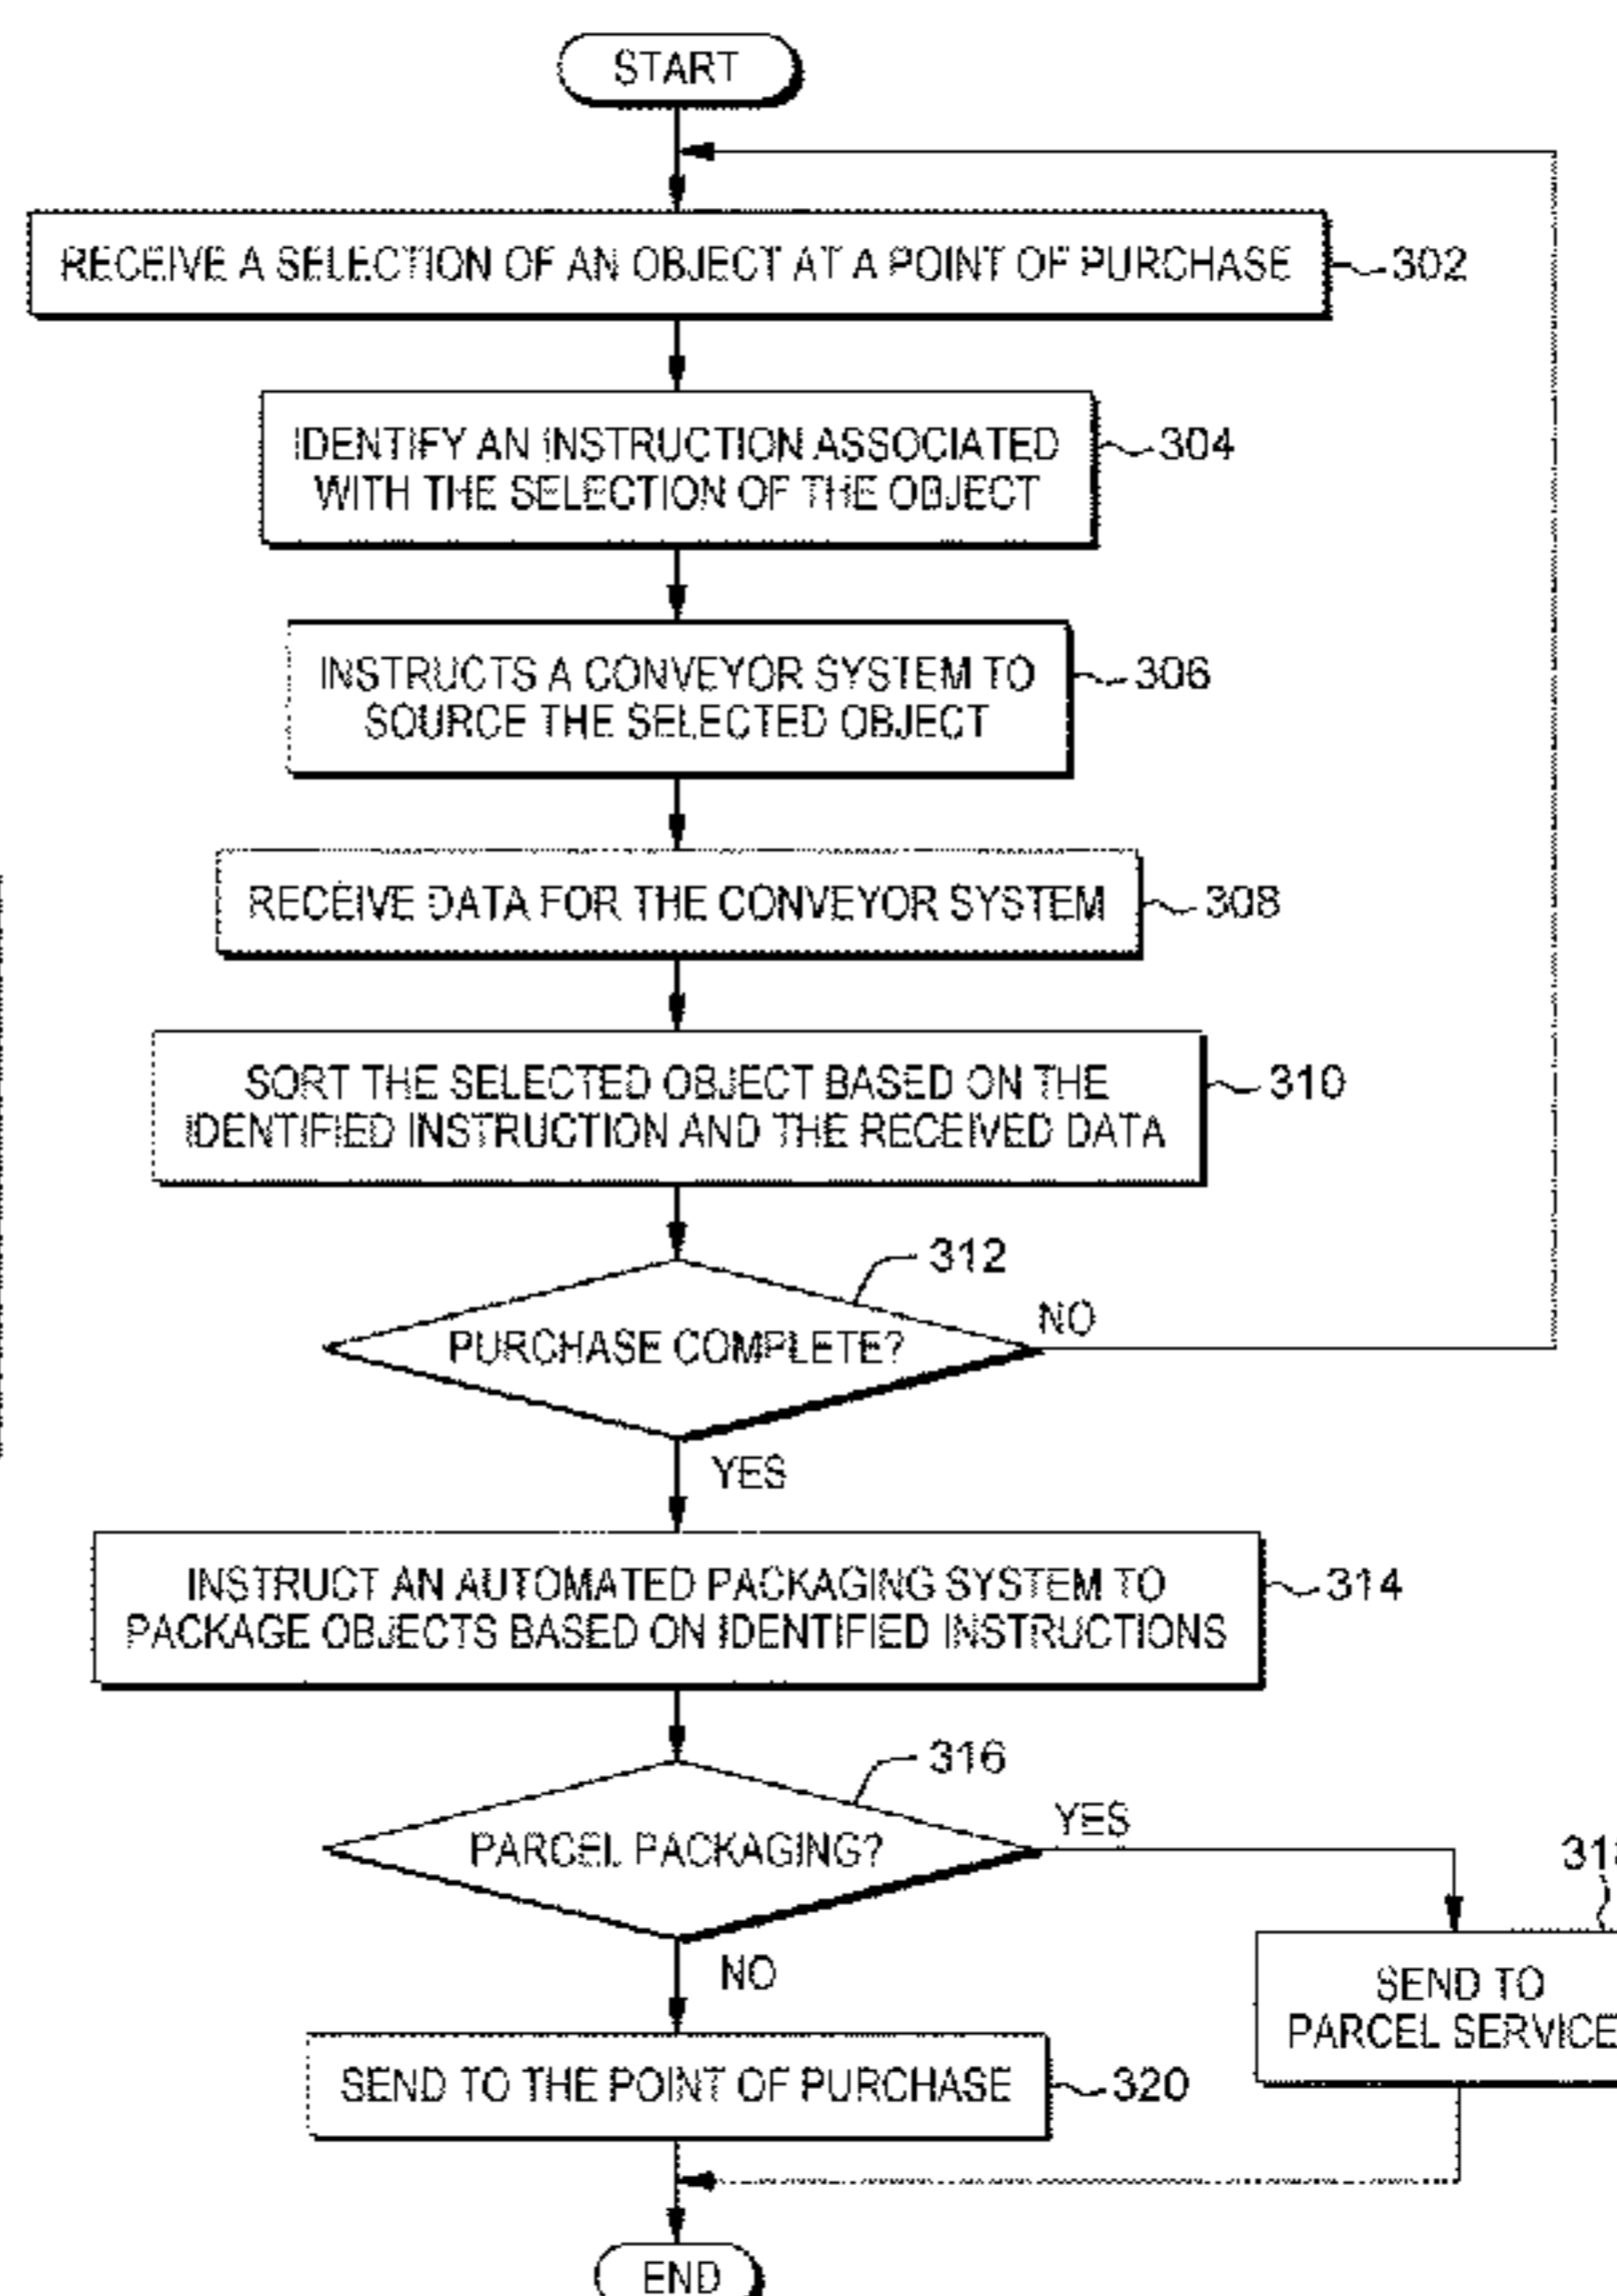 START
RECEIVE A SELECTION OF AN OBJECT AT A POINT OF PURCHASE
302
IDENTIFY AN INSTRUCTION ASSOCIATED
WITH THE SELECTION OF THE OBJECT
304
INSTRUCTS A CONVEYOR SYSTEM TO
SOURCE THE SELECTED OBJECT
306
RECEIVE DATA FOR THE CONVEYOR SYSTEM
308
SORT THE SELECTED OBJECT BASED ON THE
IDENTIFIED INSTRUCTION AND THE RECEIVED DATA
310
312
PURCHASE COMPLETE?
NO
YES
INSTRUCT AN AUTOMATED PACKAGING SYSTEM TO
PACKAGE OBJECTS BASED ON IDENTIFIED INSTRUCTIONS
314
316
PARCEL PACKAGING?
YES
NO
SEND TO
PARCEL SERVICE
SEND TO THE POINT OF PURCHASE
320
END